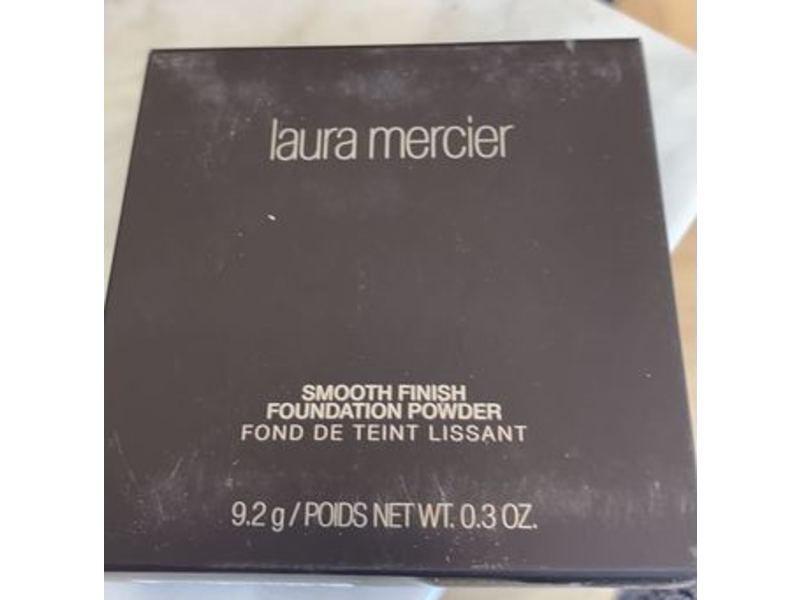 laura mercier
SMOOTH FINISH
FOUNDATION POWDER
FOND DE TEINT LISSANT
9.2 g / POIDS NET WT. 0.3 OZ.